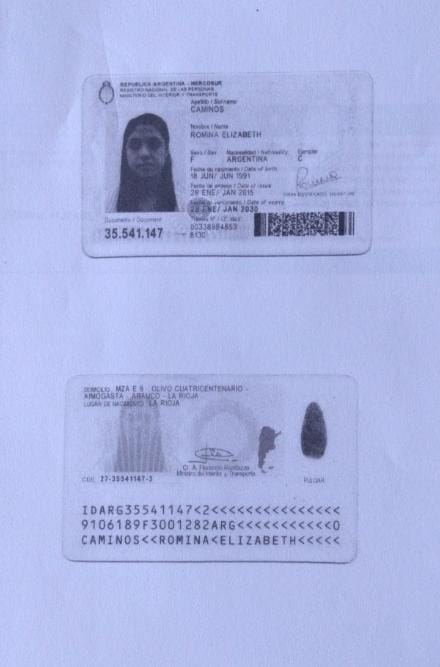 REPUBLICA ARGENTINA - MERCOSUR
REGISTRO NACIONAL DE LAS PERSONAS
MINISTERIO DEL INTERIOR Y TRANSPORTE
Apellido / Surname
CAMINOS
Nombre / Name
ROMINA ELIZABETH
Sexo / Sex Nacionalidad / Nationality Ejemplar
F ARGENTINA C
Fecha de nacimiento / Date of birth
18 JUN/ JUN 1991
Fecha de emisión / Date of issue
28 ENE/ JAN 2015
Fecha de vencimiento / Date of expiry
28 ENE/ JAN 2030
Documento / Document
35.541.147
8130
DOMICILIO: MZA E 8 OLIVO CUATRICENTENARIO -
AIMOGASTA - ARAUCO - LA RIOJA
LUGAR DE NACIMIENTO: LA RIOJA
Ministro del Interior y Transporte
CUIL: 27-35541147-3
PULGAR
IDARG35541147<2<<<<<<<<<<<<<<<
9106189F3001282ARG<<<<<<<<<<<0
CAMINOS<<ROMINA<ELIZABETH<<<<<